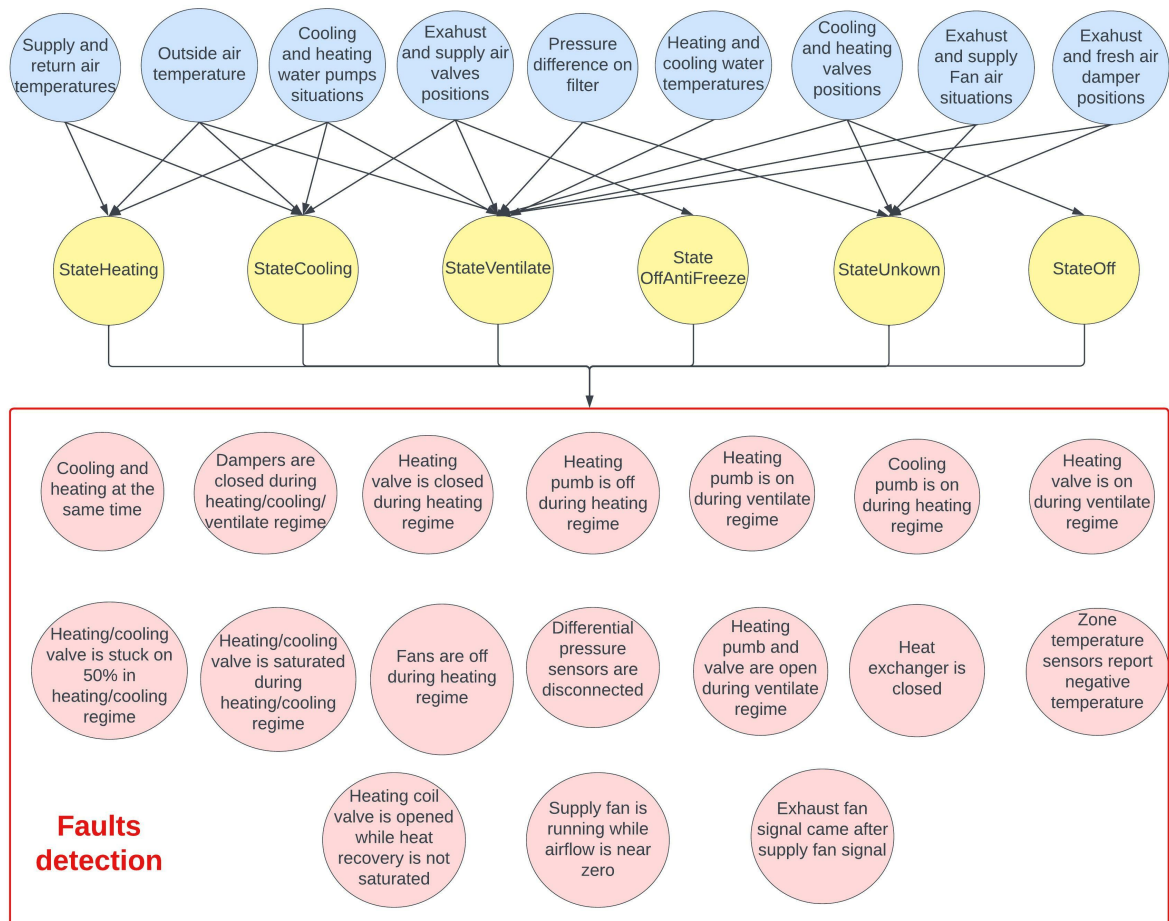 Supply and
return air
temperatures
Outside air
temperature
Cooling
and heating
water pumps
situations
Exahust
and supply air
valves
positions
Pressure
difference on
filter
Heating and
cooling water
temperatures
Cooling
and heating
valves
positions
Exahust
and supply
Fan air
situations
Exahust
and fresh air
damper
positions
StateHeating
StateCooling
StateVentilate
State
OffAntiFreeze
StateUnkown
StateOff
Cooling and
heating at the
same time
Dampers are
closed during
heating/cooling/
ventilate regime
Heating
valve is closed
during heating
regime
Heating
pumb is off
during heating
regime
Heating
pumb is on
during ventilate
regime
Cooling
pumb is on
during heating
regime
Heating
valve is on
during ventilate
regime
Heating/cooling
valve is stuck on
50% in
heating/cooling
regime
Heating/cooling
valve is saturated
during
heating/cooling
regime
Fans are off
during heating
regime
Differential
pressure
sensors are
disconnected
Heating
pumb and
valve are open
during ventilate
regime
Heat
exchanger is
closed
Zone
temperature
sensors report
negative
temperature
Heating coil
valve is opened
while heat
recovery is not
saturated
Supply fan is
running while
airflow is near
zero
Exhaust fan
signal came after
supply fan signal
Faults
detection